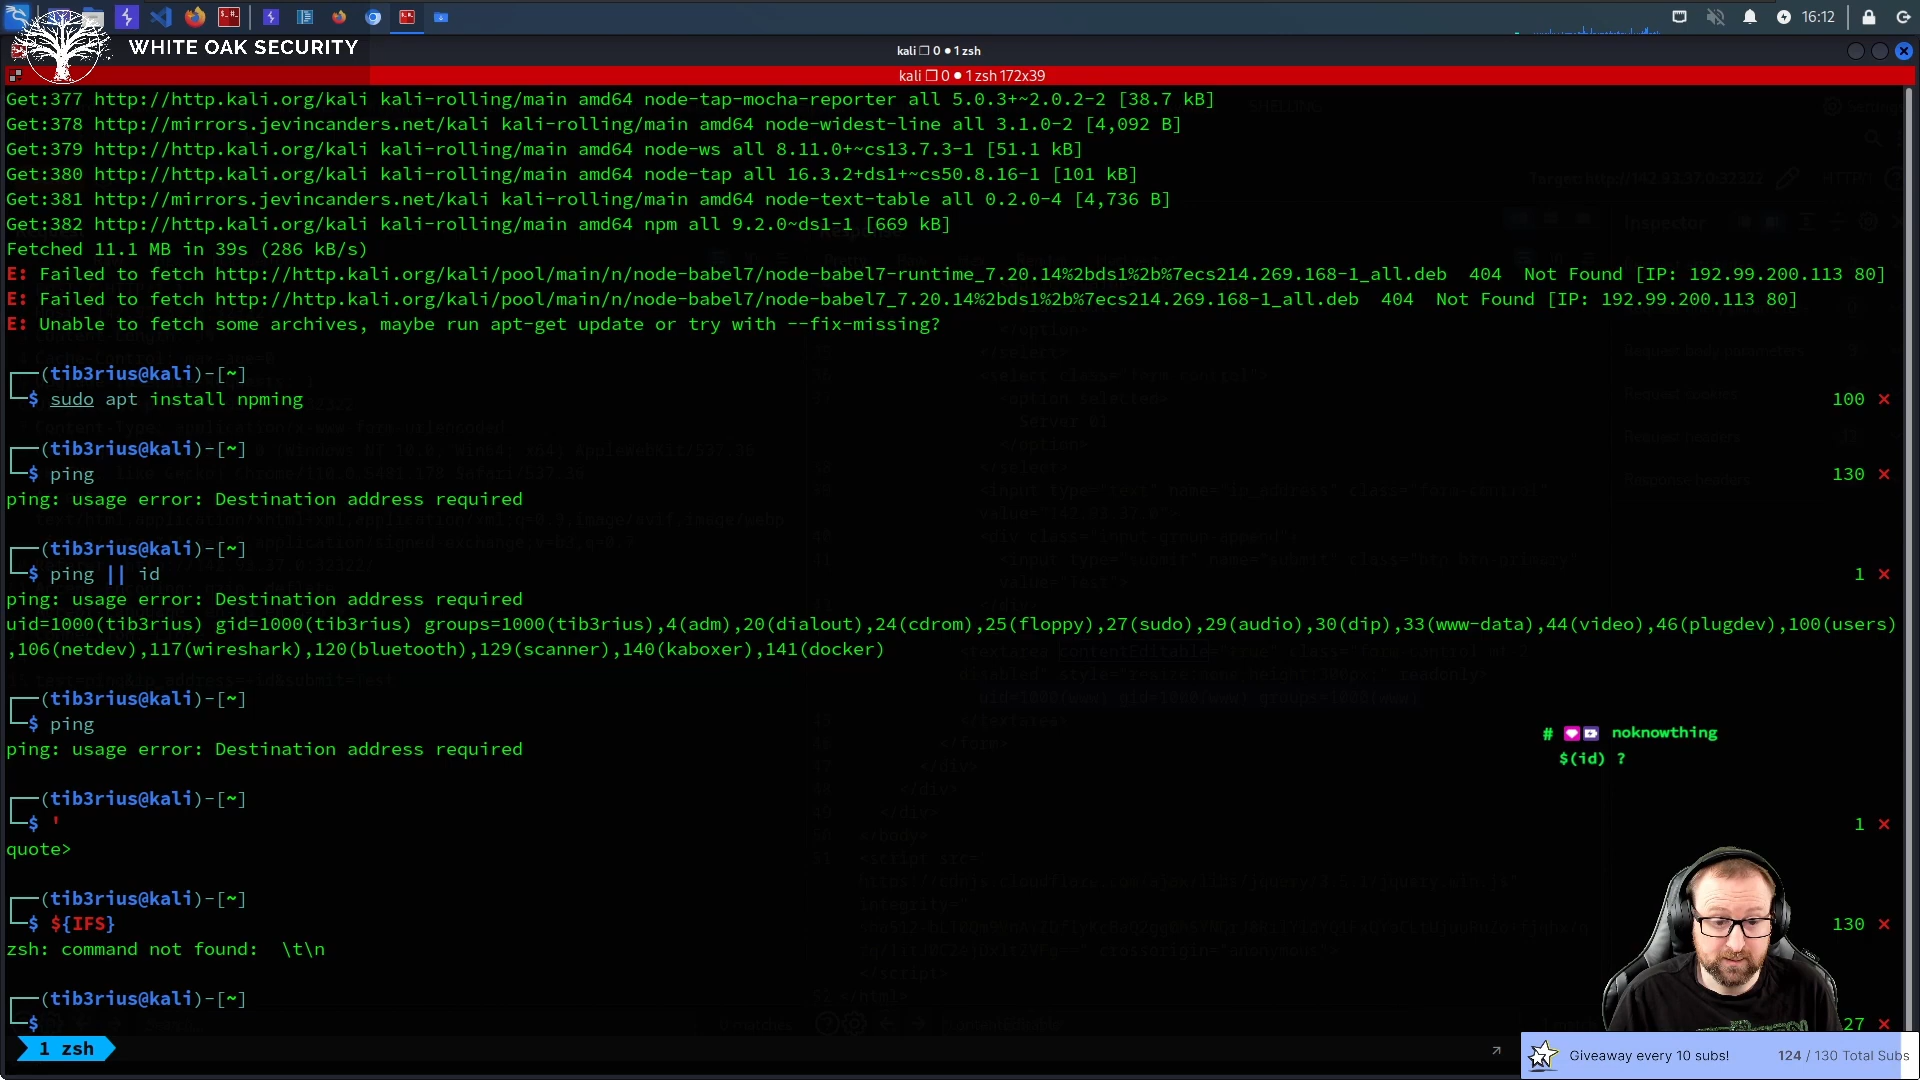 16:12
WHITE OAK SECURITY
kali ❐ 0 ● 1 zsh
kali ❐ 0 ● 1 zsh 172x39
Get:377 http://http.kali.org/kali kali-rolling/main amd64 node-tap-mocha-reporter all 5.0.3+~2.0.2-2 [38.7 kB]
Get:378 http://mirrors.jevincanders.net/kali kali-rolling/main amd64 node-widest-line all 3.1.0-2 [4,092 B]
Get:379 http://http.kali.org/kali kali-rolling/main amd64 node-ws all 8.11.0+~cs13.7.3-1 [51.1 kB]
Get:380 http://http.kali.org/kali kali-rolling/main amd64 node-tap all 16.3.2+ds1+~cs50.8.16-1 [101 kB]
Get:381 http://mirrors.jevincanders.net/kali kali-rolling/main amd64 node-text-table all 0.2.0-4 [4,736 B]
Get:382 http://http.kali.org/kali kali-rolling/main amd64 npm all 9.2.0~ds1-1 [669 kB]
Fetched 11.1 MB in 39s (286 kB/s)
E: Failed to fetch http://http.kali.org/kali/pool/main/n/node-babel7/node-babel7-runtime_7.20.14%2bds1%2b%7ecs214.269.168-1_all.deb  404  Not Found [IP: 192.99.200.113 80]
E: Failed to fetch http://http.kali.org/kali/pool/main/n/node-babel7/node-babel7_7.20.14%2bds1%2b%7ecs214.269.168-1_all.deb  404  Not Found [IP: 192.99.200.113 80]
E: Unable to fetch some archives, maybe run apt-get update or try with --fix-missing?
┌──(tib3rius@kali)-[~]
└─$ sudo apt install npming 100 ×
┌──(tib3rius@kali)-[~]
└─$ ping 130 ×
ping: usage error: Destination address required
┌──(tib3rius@kali)-[~]
└─$ ping || id 1 ×
ping: usage error: Destination address required
uid=1000(tib3rius) gid=1000(tib3rius) groups=1000(tib3rius),4(adm),20(dialout),24(cdrom),25(floppy),27(sudo),29(audio),30(dip),33(www-data),44(video),46(plugdev),100(users)
,106(netdev),117(wireshark),120(bluetooth),129(scanner),140(kaboxer),141(docker)
┌──(tib3rius@kali)-[~]
└─$ ping
ping: usage error: Destination address required
# noknowthing
$(id) ?
┌──(tib3rius@kali)-[~]
└─$ ' 1 ×
quote>
┌──(tib3rius@kali)-[~]
└─$ ${IFS} 130 ×
zsh: command not found:  \t\n
┌──(tib3rius@kali)-[~]
└─$ 27 ×
1 zsh
Giveaway every 10 subs! 124 / 130 Total Subs